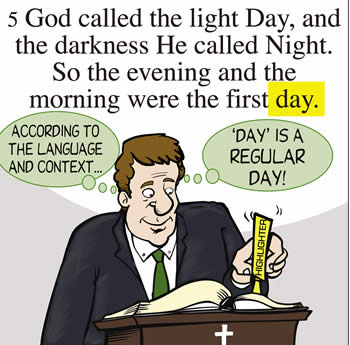 5 God called the light Day, and
the darkness He called Night.
So the evening and the
morning were the first day.
ACCORDING TO
THE LANGUAGE
AND CONTEXT...
'DAY' IS A
REGULAR
DAY!
HIGHLIGHTER